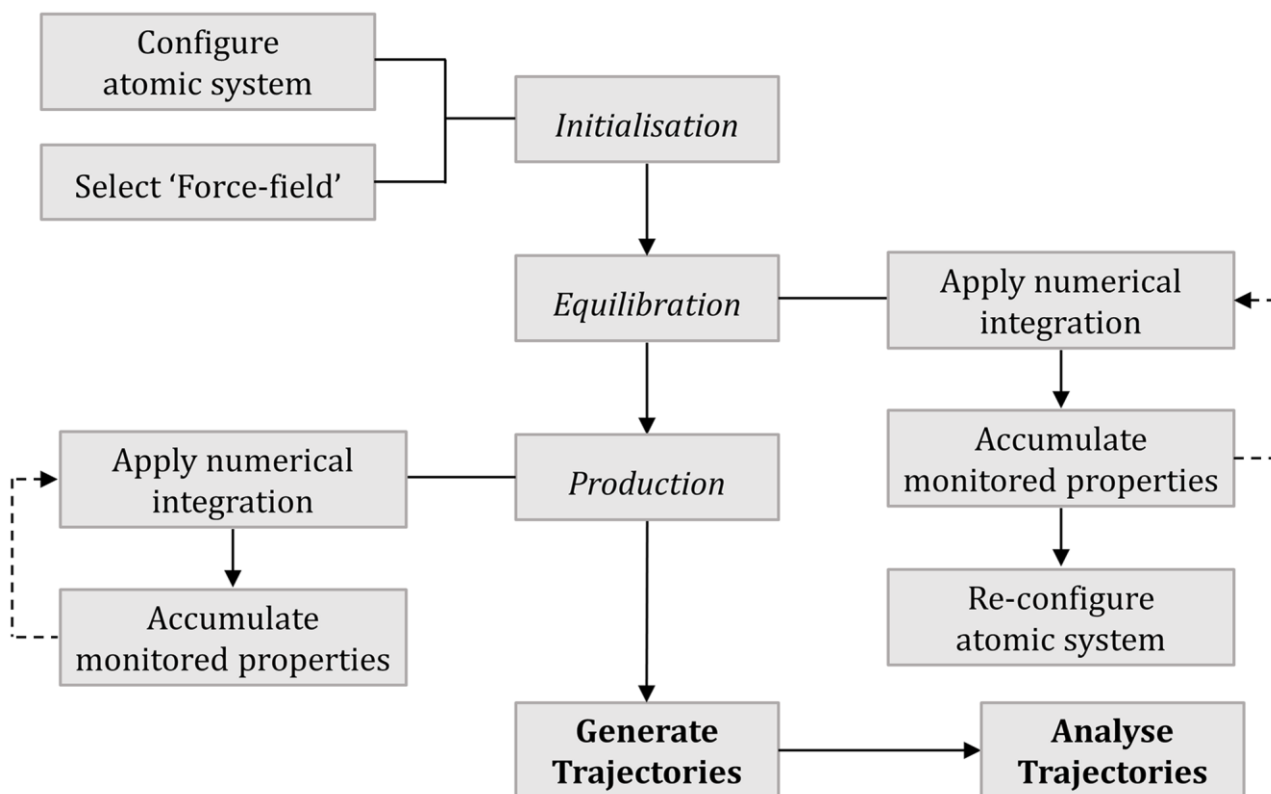 Configure
atomic system
Initialisation
Select ‘Force-field’
Equilibration
Apply numerical
integration
Accumulate
monitored properties
Re-configure
atomic system
Production
Apply numerical
integration
Accumulate
monitored properties
Generate
Trajectories
Analyse
Trajectories